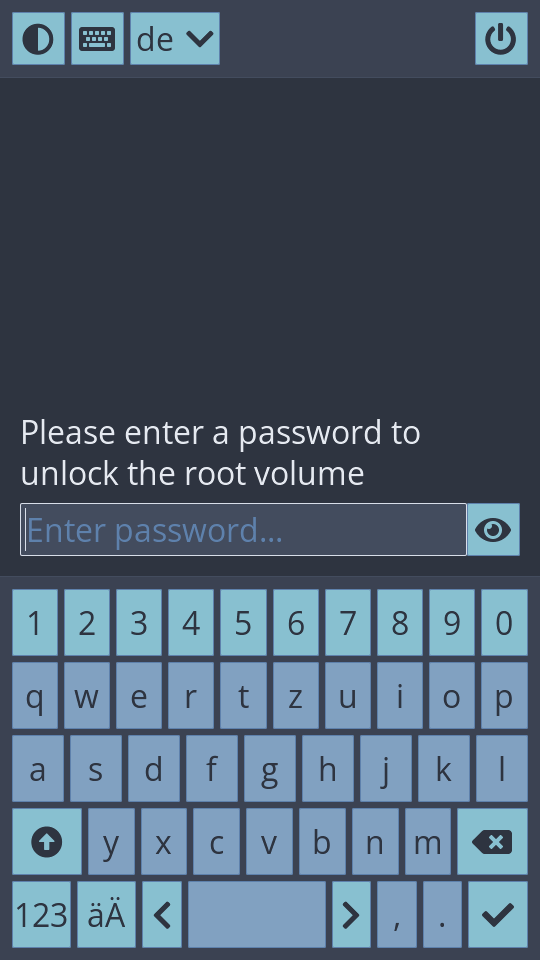 de
Please enter a password to
unlock the root volume
Enter password...
1 2 3 4 5 6 7 8 9 0
q w e r t z u i o p
a s d f g h j k l
y x c v b n m
123 äÄ , .